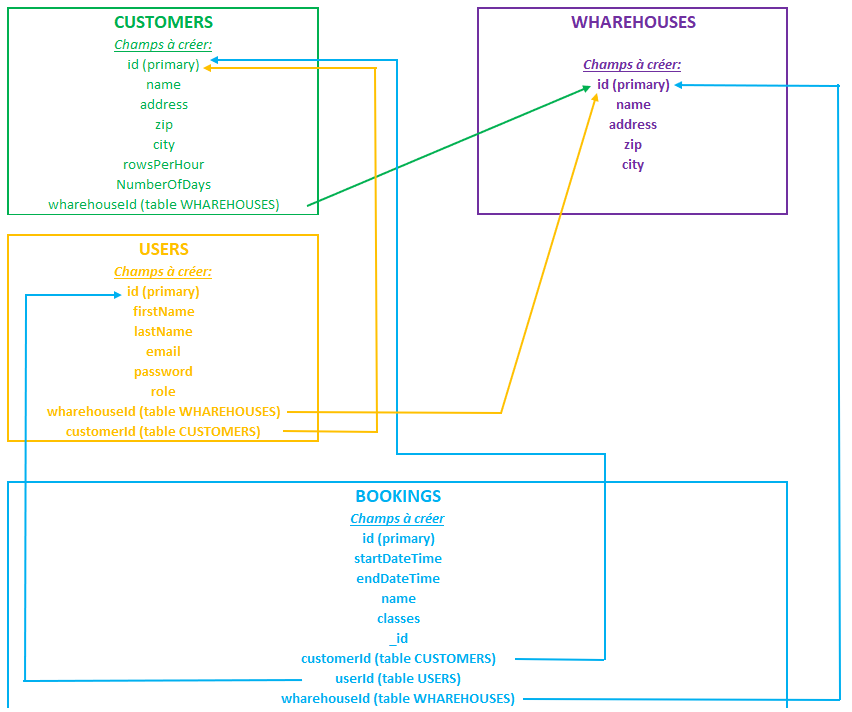 CUSTOMERS
Champs à créer:
id (primary)
name
address
zip
city
rowsPerHour
NumberOfDays
wharehouseId (table WHAREHOUSES)
WHAREHOUSES
Champs à créer:
id (primary)
name
address
zip
city
USERS
Champs à créer:
id (primary)
firstName
lastName
email
password
role
wharehouseId (table WHAREHOUSES)
customerId (table CUSTOMERS)
BOOKINGS
Champs à créer
id (primary)
startDateTime
endDateTime
name
classes
_id
customerId (table CUSTOMERS)
userId (table USERS)
wharehouseId (table WHAREHOUSES)